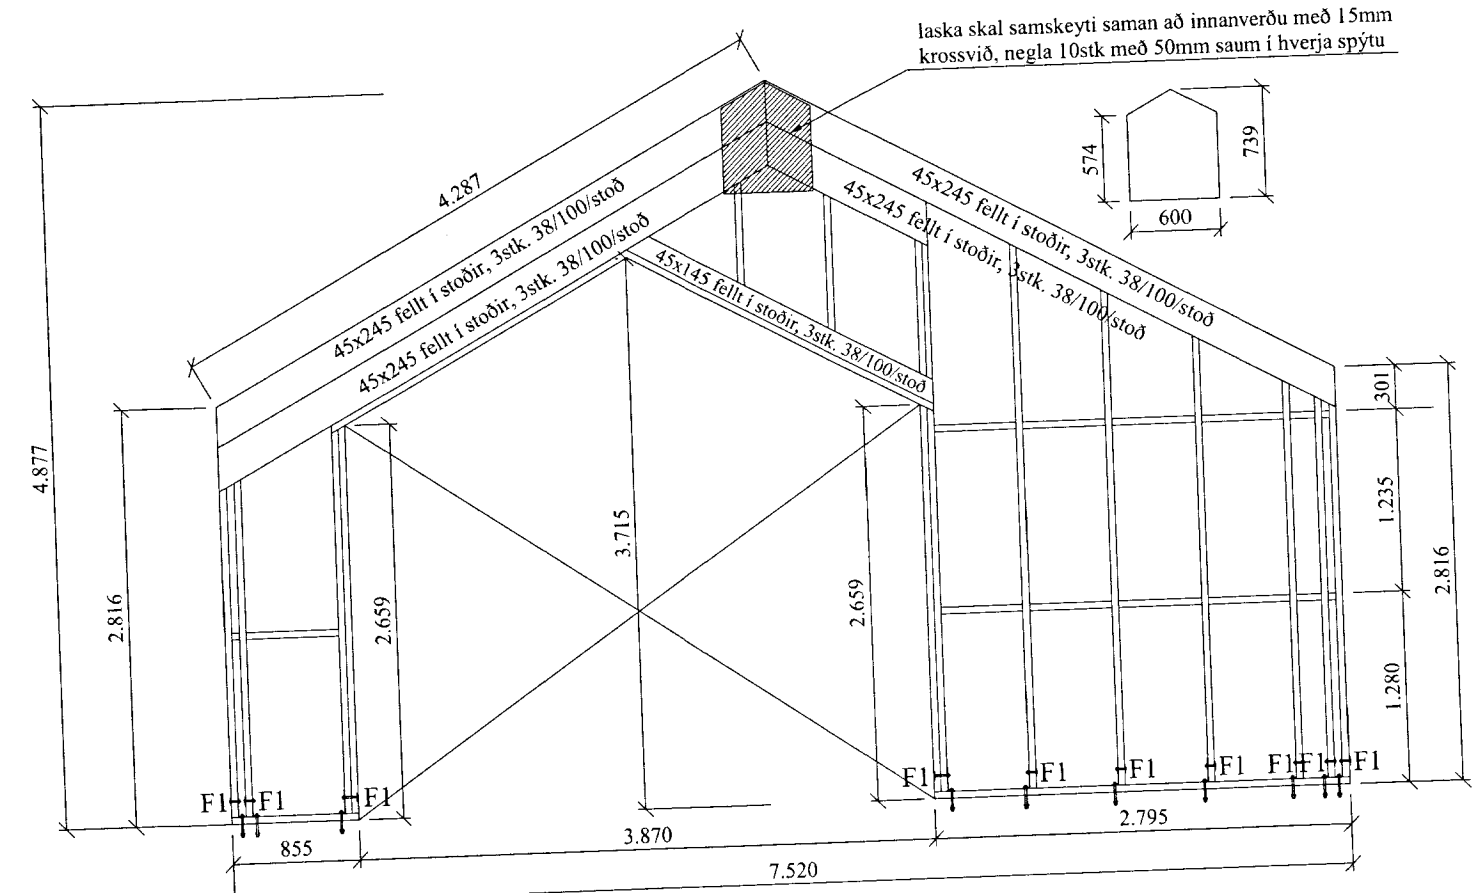 laska skal samskeyti saman að innanverðu með 15mm
krossvið, negla 10stk með 50mm saum í hverja spýtu
574
739
600
4.287
45x245 fellt í stoðir, 3stk. 38/100/stoð
45x245 fellt í stoðir, 3stk. 38/100/stoð
45x245 fellt í stoðir, 3stk. 38/100/stoð
45x245 fellt í stoðir, 3stk. 38/100/stoð
45x145 fellt í stoðir, 3stk. 38/100/stoð
4.877
2.816
2.659
3.715
2.659
301
1.235
2.816
1.280
F1
F1
F1
F1
F1
F1
F1
F1
F1
F1
855
3.870
2.795
7.520